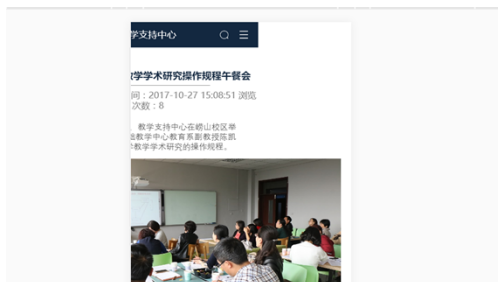 学支持中心
教学学术研究操作规程午餐会
间：2017-10-27 15:08:51 浏览
次数：8
，教学支持中心在崂山校区举
础教学中心教育系副教授陈凯
学教学学术研究的操作规程。